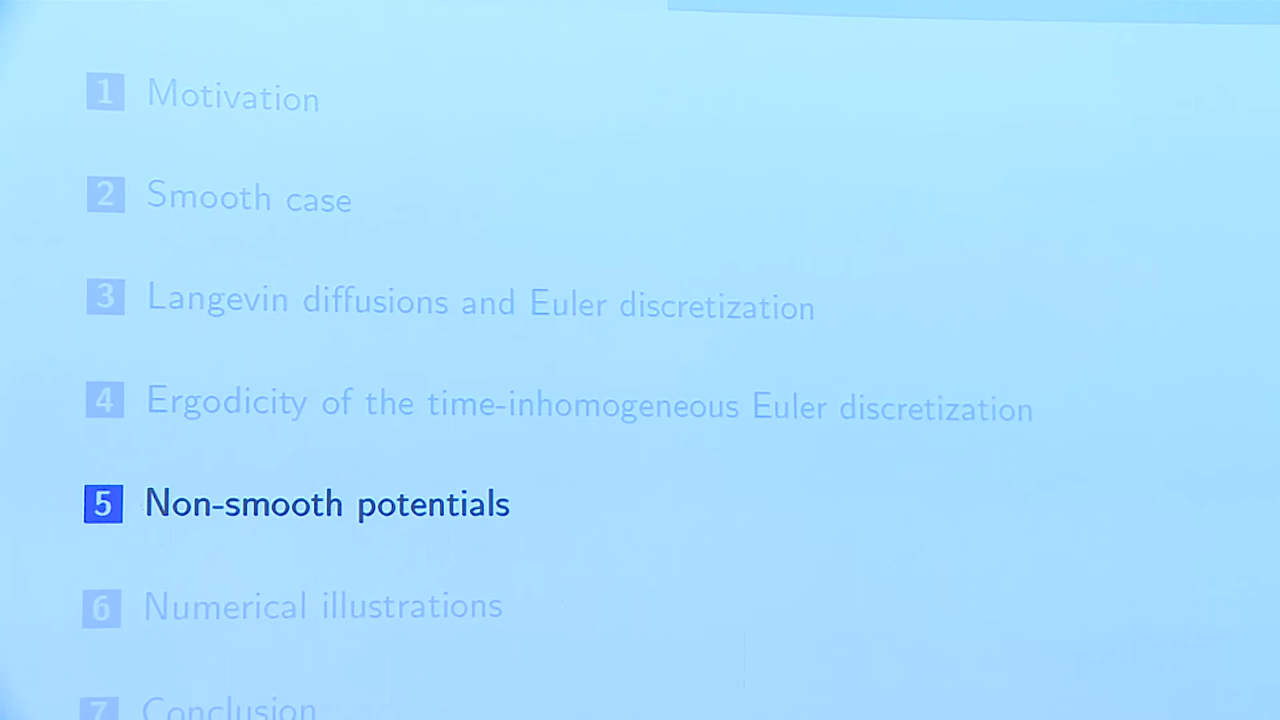 1 Motivation
2 Smooth case
3 Langevin diffusions and Euler discretization
4 Ergodicity of the time-inhomogeneous Euler discretization
5 Non-smooth potentials
6 Numerical illustrations
7 Conclusion